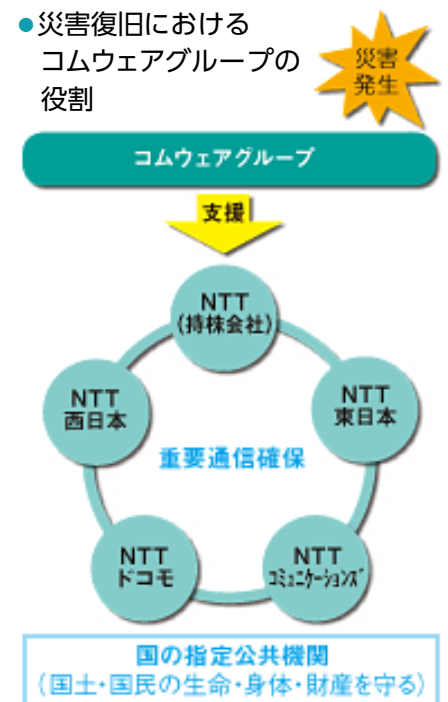 ●災害復旧における
コムウェアグループの
役割
災害
発生
コムウェアグループ
支援
NTT
(持株会社)
NTT
西日本
NTT
東日本
重要通信確保
NTT
ドコモ
NTT
ｺﾐｭﾆｹｰｼｮﾝｽﾞ
国の指定公共機関
(国土・国民の生命・身体・財産を守る)